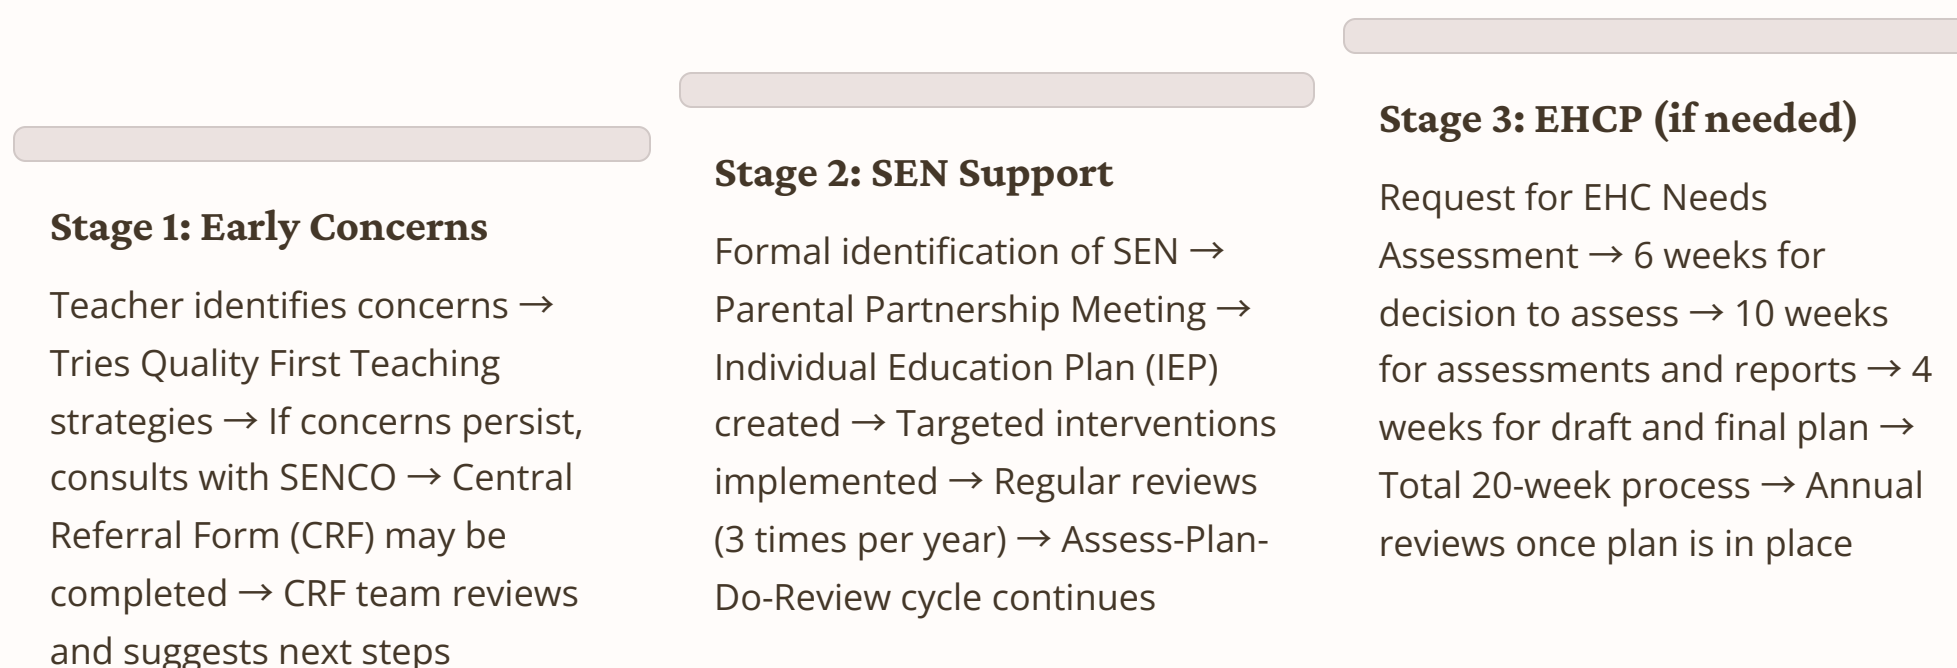 Stage 1: Early Concerns
Teacher identifies concerns →
Tries Quality First Teaching
strategies → If concerns persist,
consults with SENCO → Central
Referral Form (CRF) may be
completed → CRF team reviews
and suggests next steps
Stage 2: SEN Support
Formal identification of SEN →
Parental Partnership Meeting →
Individual Education Plan (IEP)
created → Targeted interventions
implemented → Regular reviews
(3 times per year) → Assess-Plan-
Do-Review cycle continues
Stage 3: EHCP (if needed)
Request for EHC Needs
Assessment → 6 weeks for
decision to assess → 10 weeks
for assessments and reports → 4
weeks for draft and final plan →
Total 20-week process → Annual
reviews once plan is in place